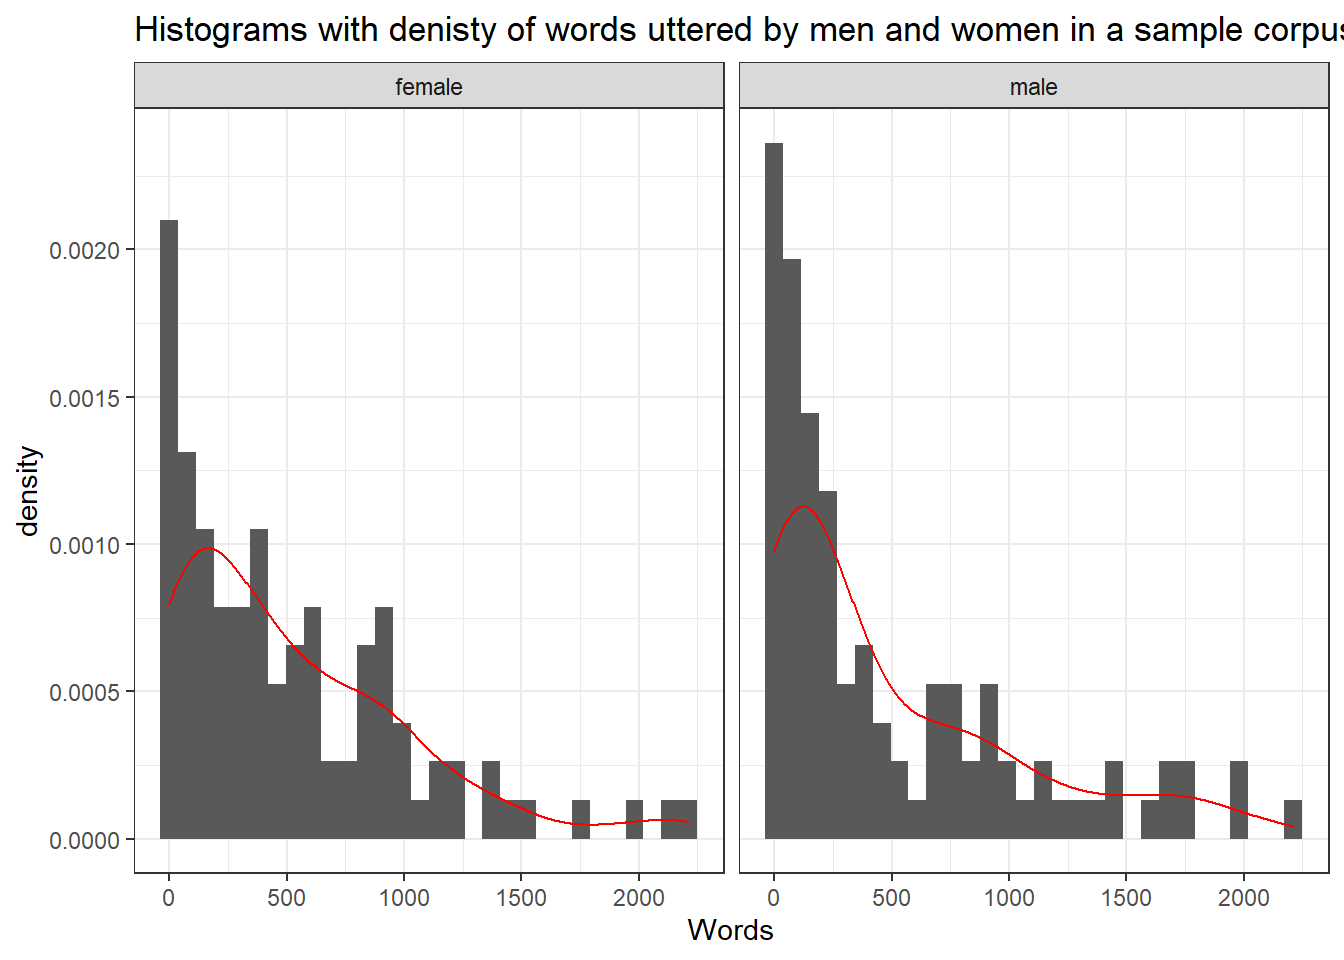 Histograms with denisty of words uttered by men and women in a sample corpus
female
male
density
0.0020
0.0015
0.0010
0.0005
0.0000
0 500 1000 1500 2000 0 500 1000 1500 2000
Words